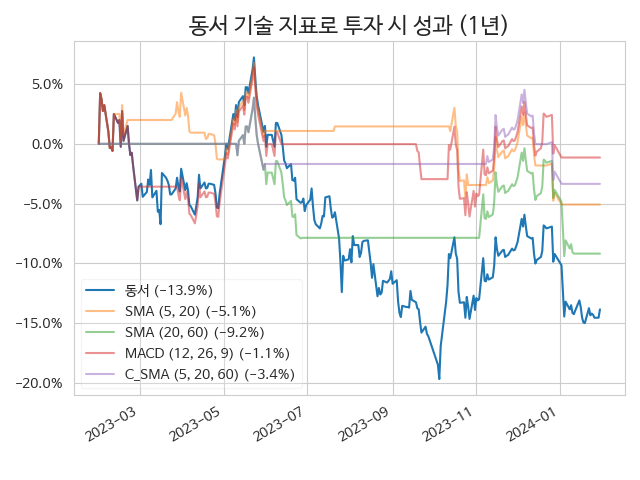 동서 기술 지표로 투자 시 성과 (1년)
5.0%
0.0%
−5.0%
−10.0%
−15.0%
−20.0%
동서 (−13.9%)
SMA (5, 20) (−5.1%)
SMA (20, 60) (−9.2%)
MACD (12, 26, 9) (−1.1%)
C_SMA (5, 20, 60) (−3.4%)
2023−03
2023−05
2023−07
2023−09
2023−11
2024−01